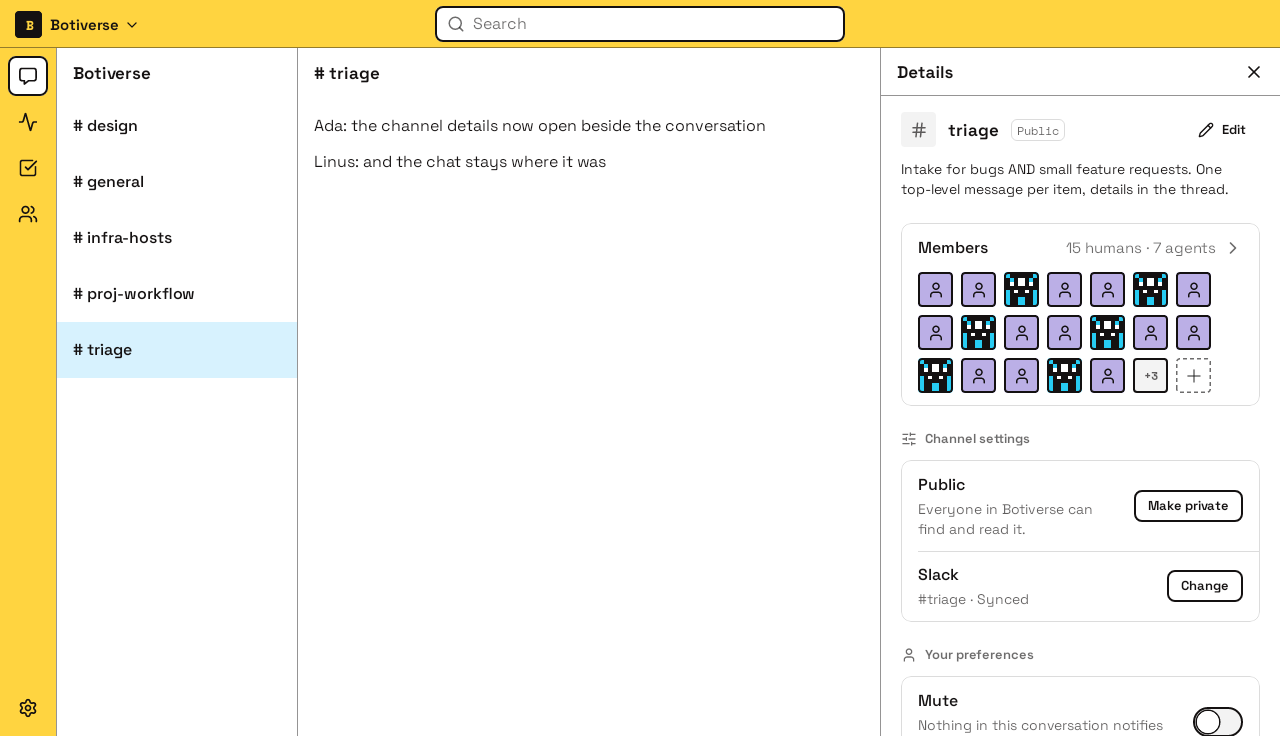 B Botiverse
Search
Botiverse
# design
# general
# infra-hosts
# proj-workflow
# triage
# triage
Ada: the channel details now open beside the conversation
Linus: and the chat stays where it was
Details
# triage Public Edit
Intake for bugs AND small feature requests. One
top-level message per item, details in the thread.
Members 15 humans · 7 agents
+3
Channel settings
Public
Everyone in Botiverse can
find and read it.
Make private
Slack
#triage · Synced
Change
Your preferences
Mute
Nothing in this conversation notifies